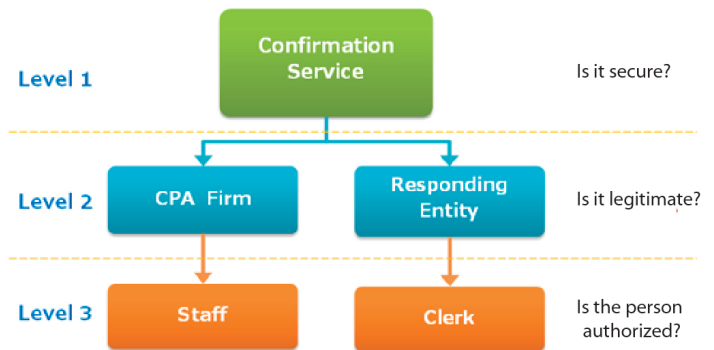 Confirmation
Service
Level 1
Is it secure?
Level 2
CPA Firm
Responding
Entity
Is it legitimate?
Level 3
Staff
Clerk
Is the person
authorized?